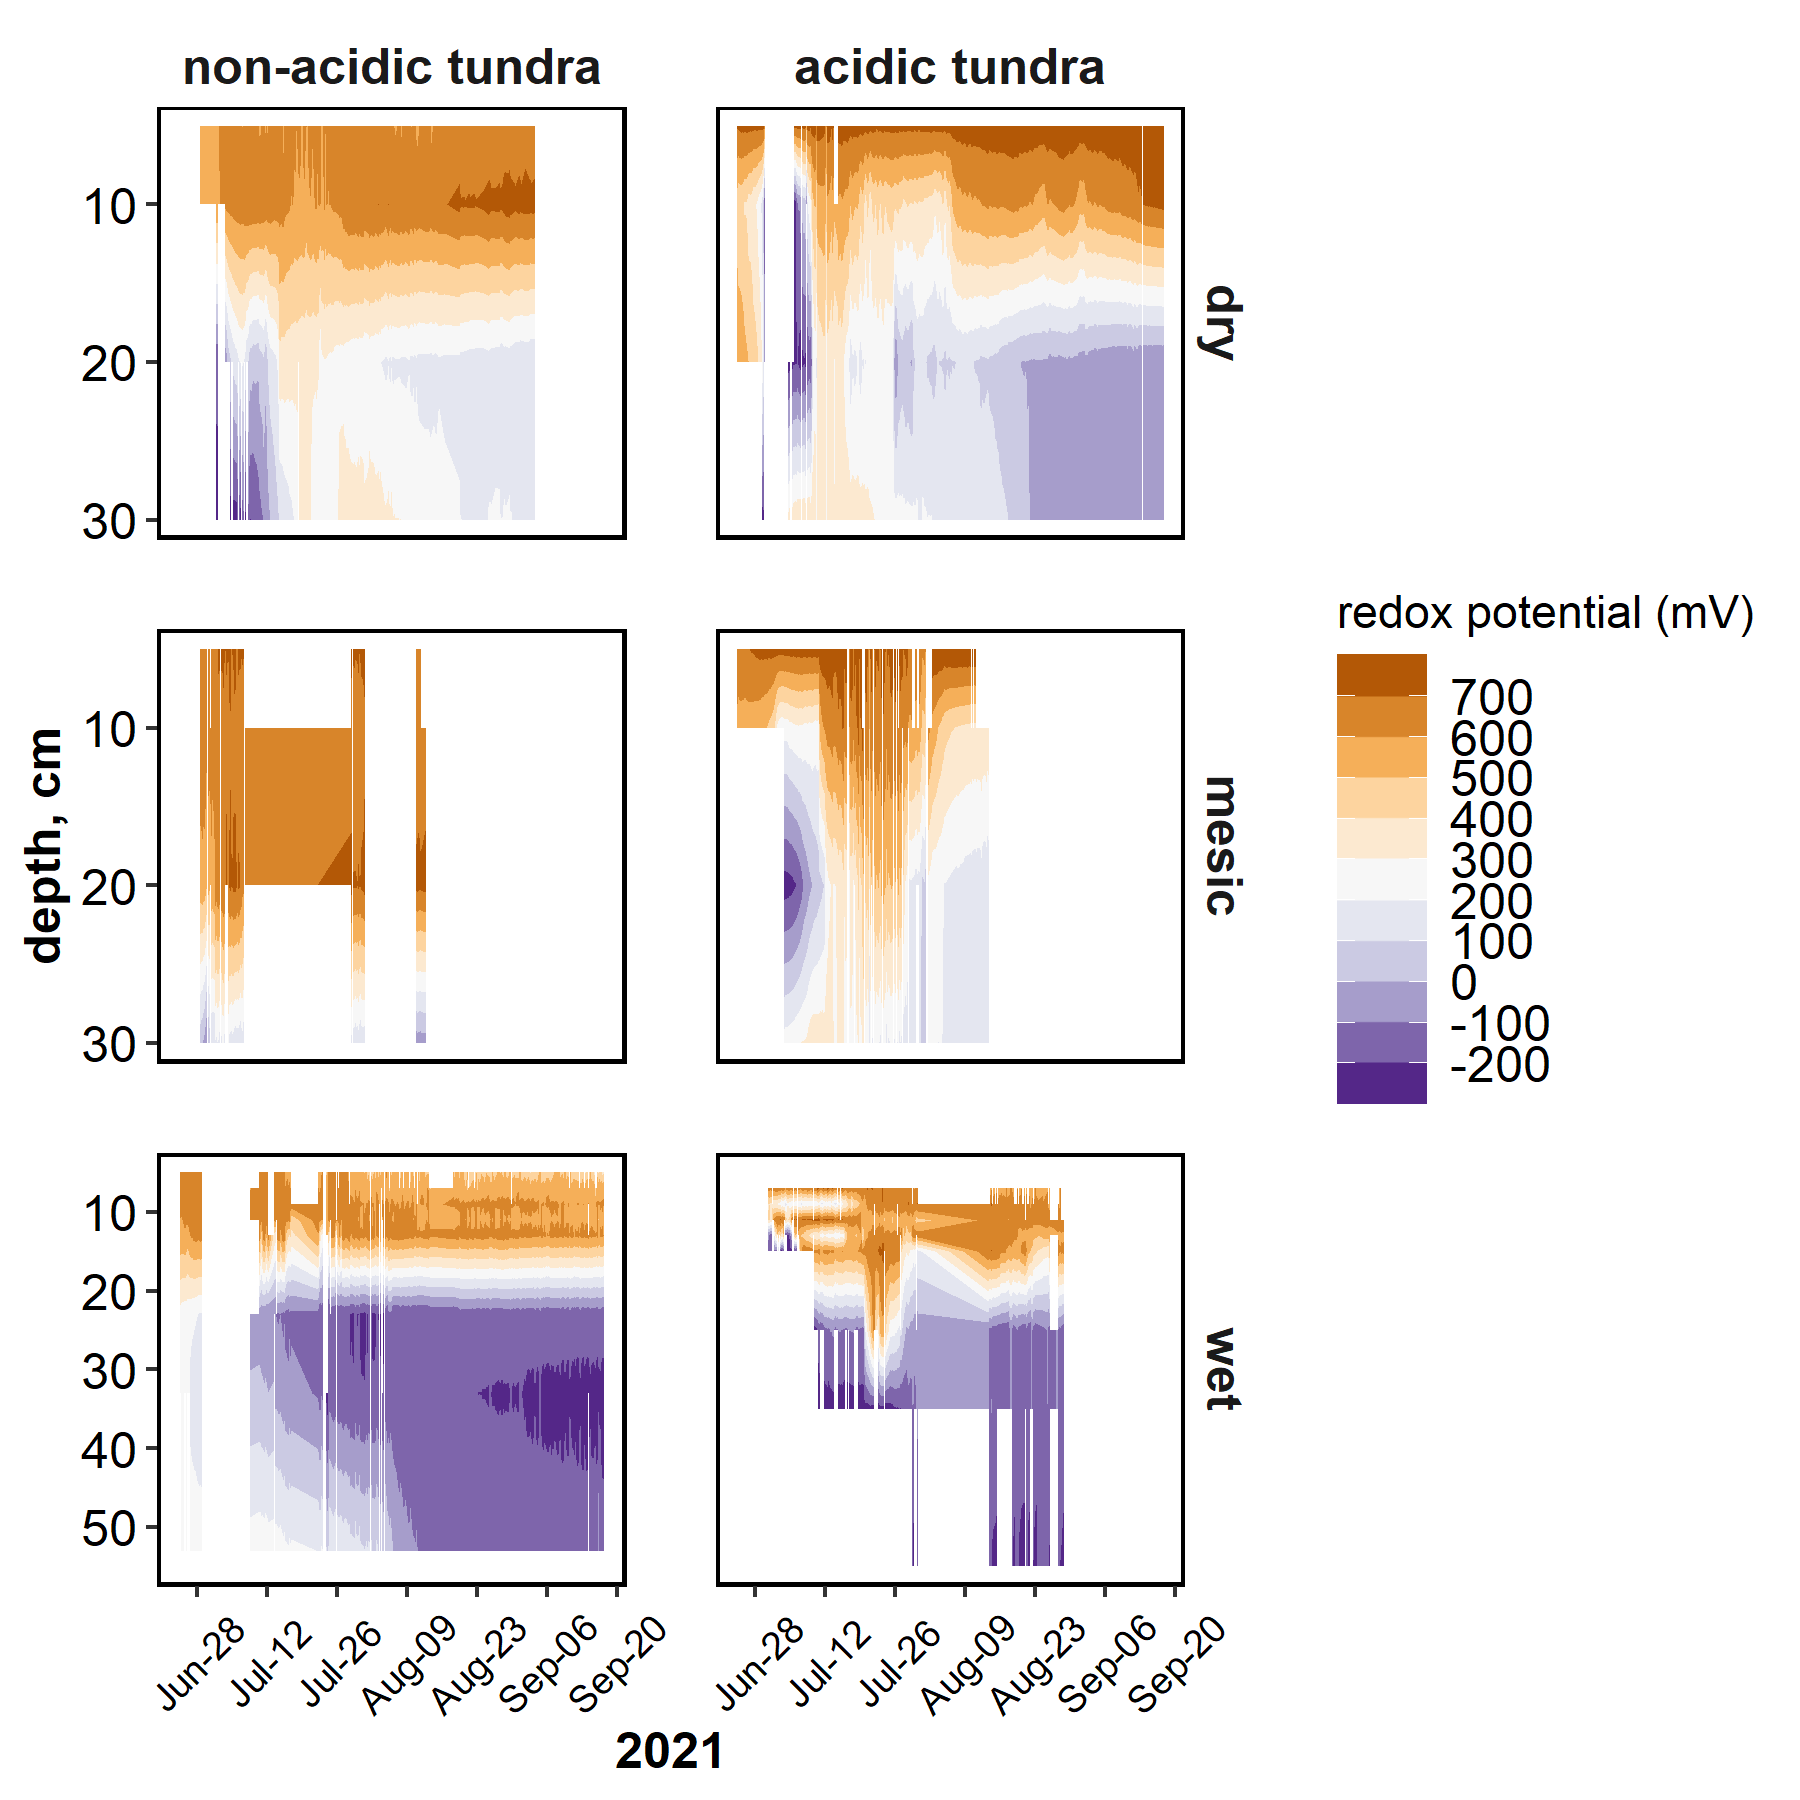 non-acidic tundra
acidic tundra
10
20
30
dry
depth, cm
10
20
30
mesic
redox potential (mV)
700
600
500
400
300
200
100
0
-100
-200
10
20
30
40
50
wet
Jun-28
Jul-12
Jul-26
Aug-09
Aug-23
Sep-06
Sep-20
Jun-28
Jul-12
Jul-26
Aug-09
Aug-23
Sep-06
Sep-20
2021